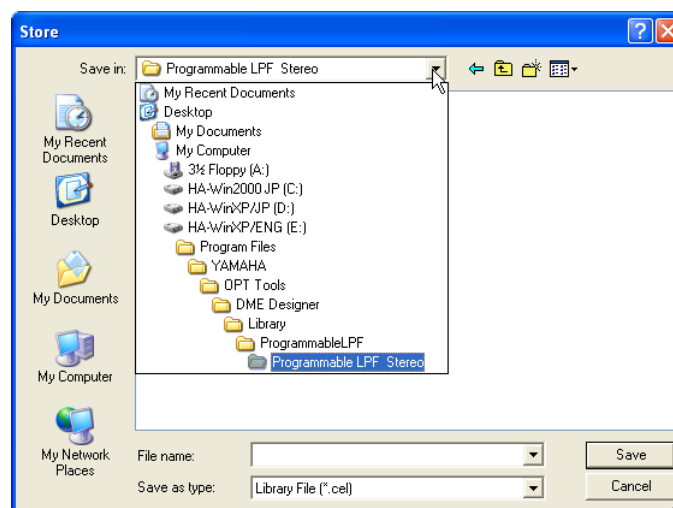 Store
Save in:
Programmable LPF Stereo
My Recent Documents
Desktop
My Documents
My Computer
3½ Floppy (A:)
HA-Win2000 JP (C:)
HA-WinXP/JP (D:)
HA-WinXP/ENG (E:)
Program Files
YAMAHA
OPT Tools
DME Designer
Library
ProgrammableLPF
Programmable LPF Stereo
My Recent
Documents
Desktop
My Documents
My Computer
My Network
Places
File name:
Save
Save as type:
Library File (*.cel)
Cancel